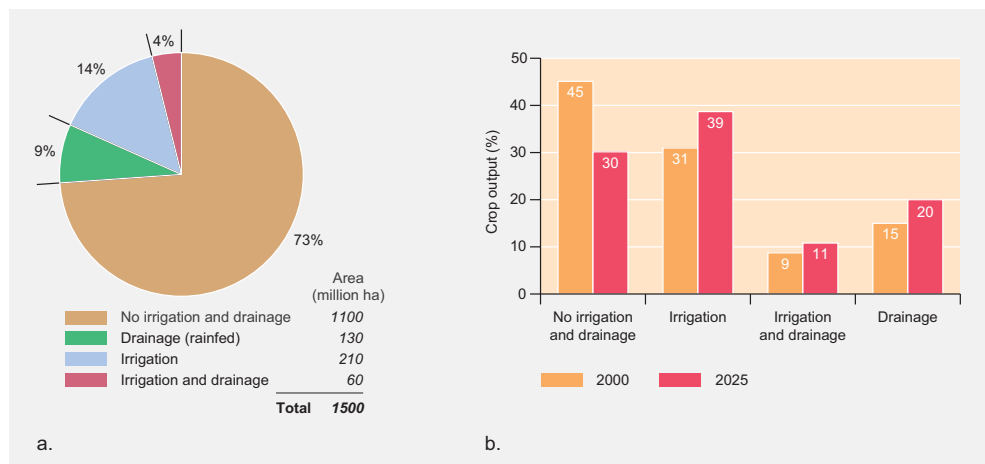 4%
14%
9%
73%
Area
(million ha)
No irrigation and drainage 1100
Drainage (rainfed) 130
Irrigation 210
Irrigation and drainage 60
Total 1500
a.
Crop output (%)
50
40
30
20
10
0
45
30
31
39
9
11
15
20
No irrigation
and drainage
Irrigation
Irrigation
and drainage
Drainage
2000
2025
b.